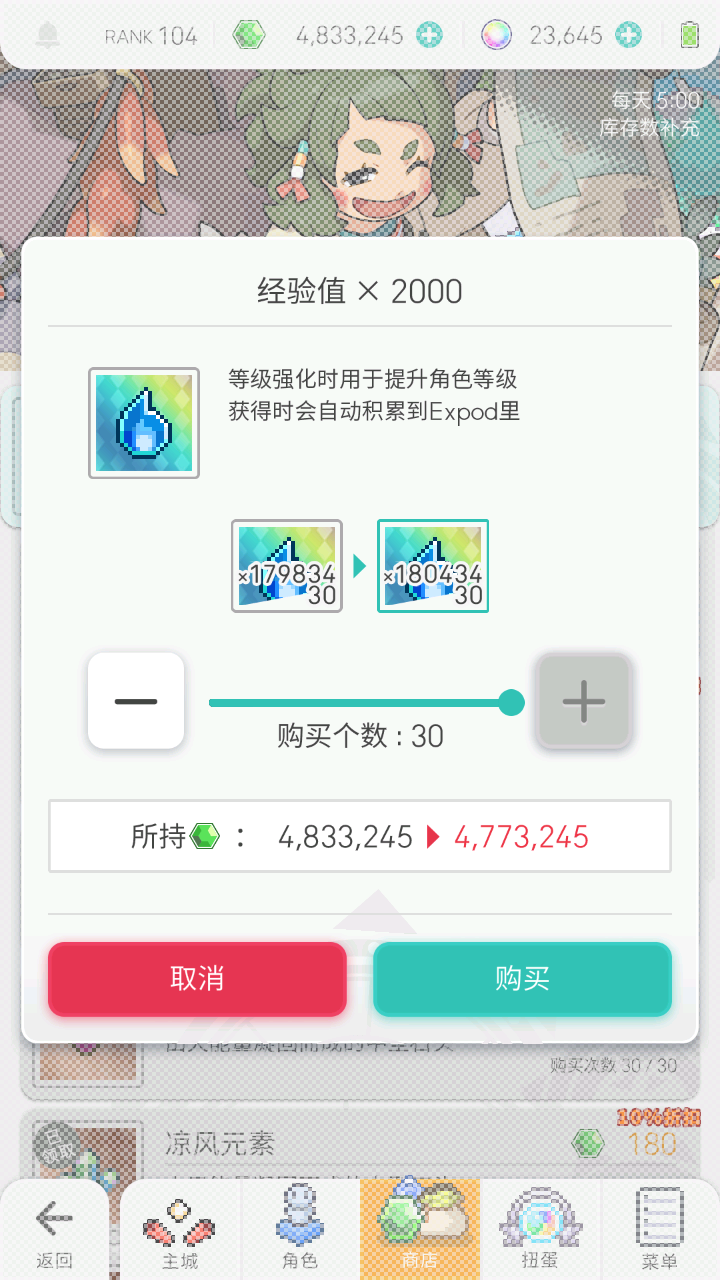 RANK 104
4,833,245
23,645
每天 5:00
库存数补充
经验值 × 2000
等级强化时用于提升角色等级
获得时会自动积累到Expod里
×179834
30
×180434
30
购买个数 : 30
所持 : 4,833,245 4,773,245
取消
购买
购买次数 30 / 30
10%折扣
已
领取
凉风元素
180
返回
主城
角色
商店
扭蛋
菜单